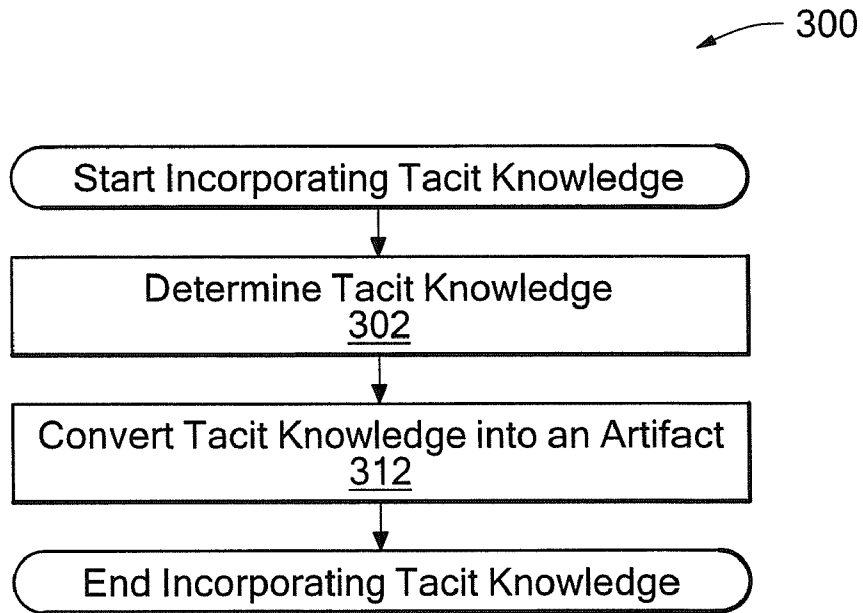 300
Start Incorporating Tacit Knowledge
Determine Tacit Knowledge
302
Convert Tacit Knowledge into an Artifact
312
End Incorporating Tacit Knowledge